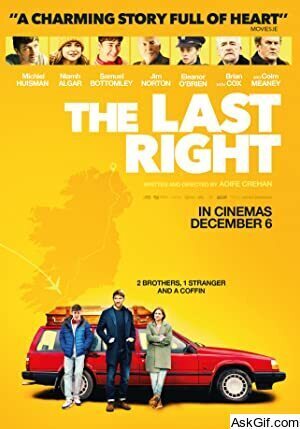 "A CHARMING STORY FULL OF HEART"
MOVIESJE
Michiel HUISMAN
Niamh ALGAR
Samuel BOTTOMLEY
Jim NORTON
Eleanor O'BRIEN
Brian COX
and Colm MEANEY
THE LAST
RIGHT
WRITTEN AND DIRECTED BY AOIFE CREHAN
IN CINEMAS
DECEMBER 6
2 BROTHERS, 1 STRANGER
AND A COFFIN
AskGif.com